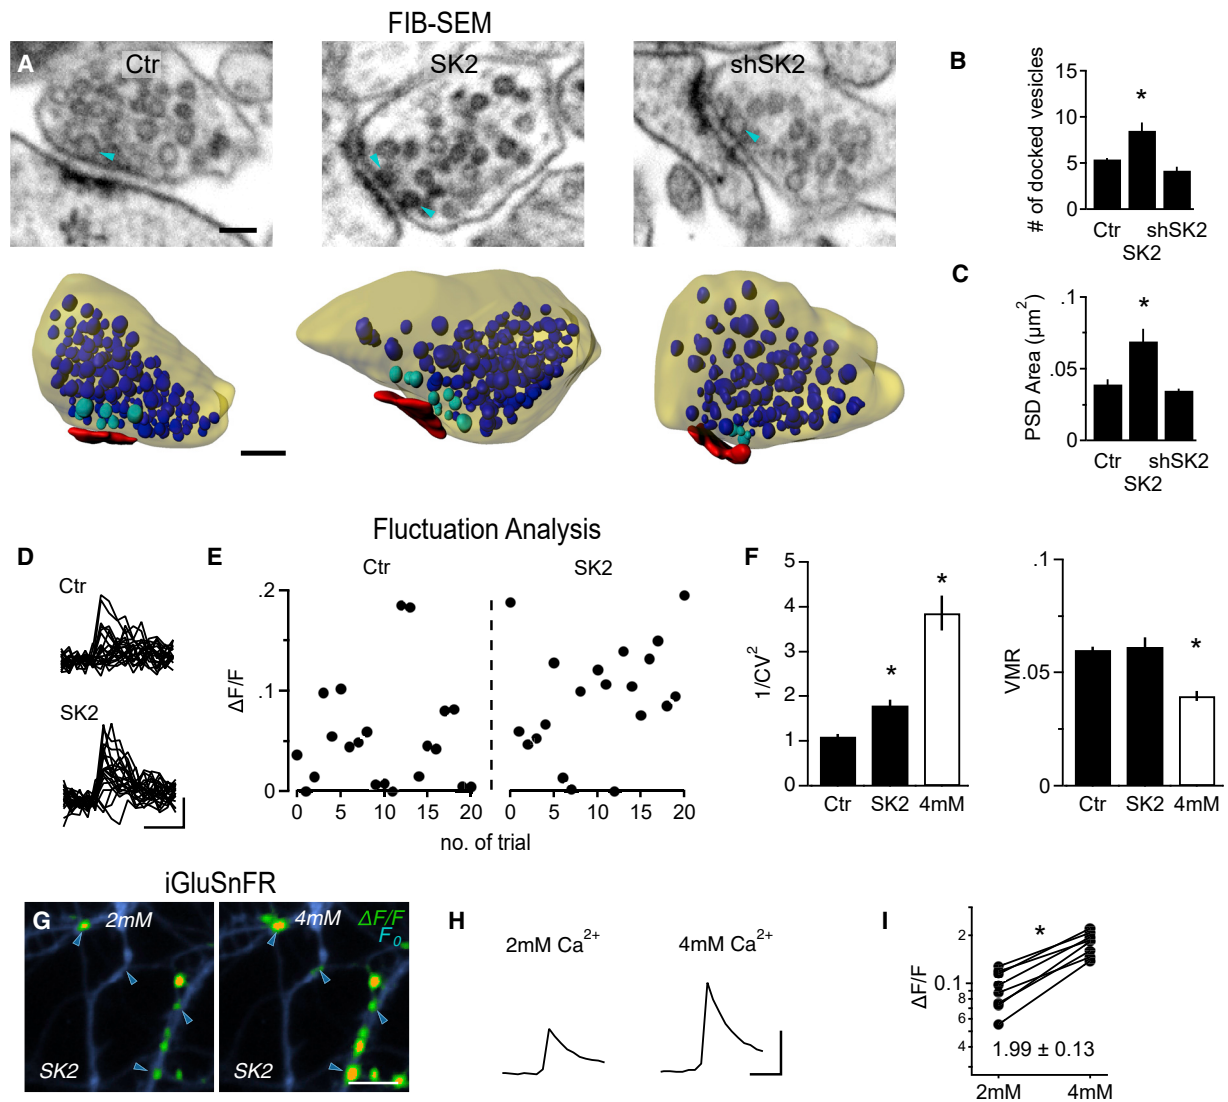 FIB-SEM
A
Ctr
SK2
shSK2
B
# of docked vesicles
15
10
5
0
Ctr
shSK2
SK2
C
PSD Area (µm²)
.1
.05
0
Ctr
shSK2
SK2
*
*
Fluctuation Analysis
D
Ctr
SK2
E
Ctr
SK2
ΔF/F
.2
.1
0
0 5 10 15 20
0 5 10 15 20
no. of trial
F
1/CV²
5
4
3
2
1
0
*
*
Ctr SK2 4mM
VMR
.1
.05
0
*
Ctr SK2 4mM
iGluSnFR
G
2mM
SK2
4mM
ΔF/F
F₀
SK2
H
2mM Ca²⁺
4mM Ca²⁺
I
ΔF/F
2
0.1
8
6
4
*
1.99 ± 0.13
2mM
4mM